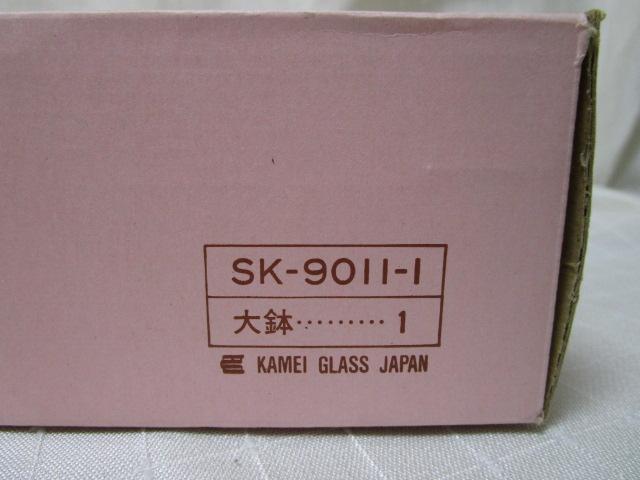 SK-9011-1
大鉢………1
KAMEI GLASS JAPAN